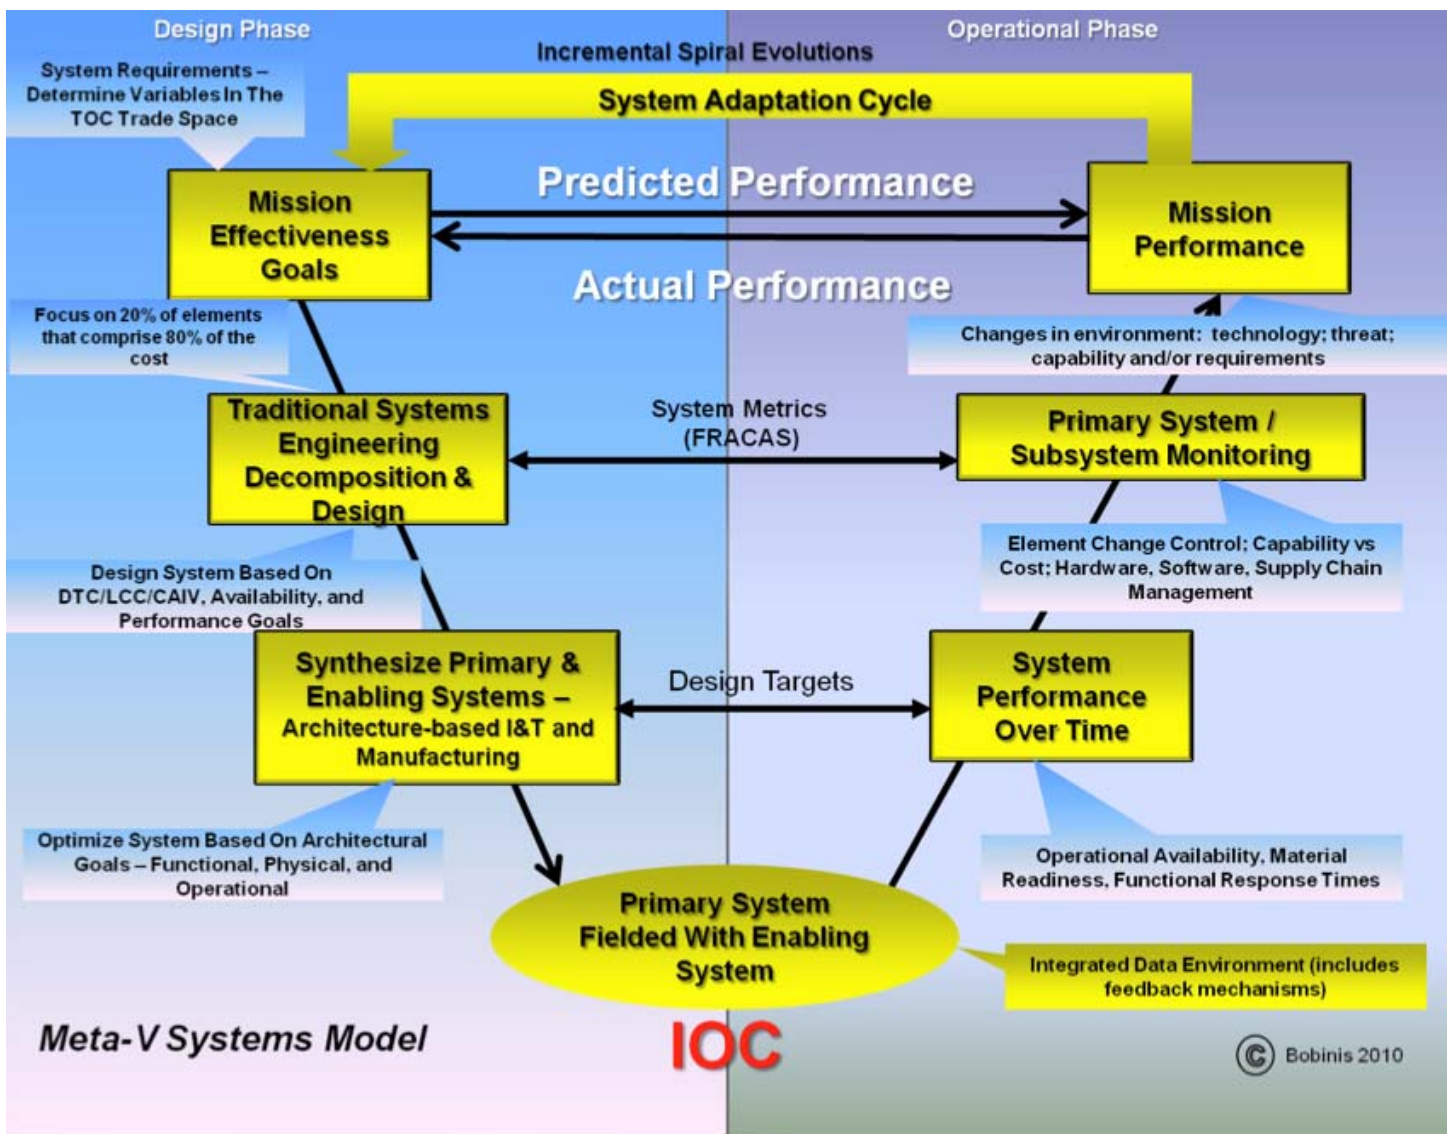 Design Phase
Operational Phase
Incremental Spiral Evolutions
System Adaptation Cycle
System Requirements –
Determine Variables In The
TOC Trade Space
Mission
Effectiveness
Goals
Predicted Performance
Actual Performance
Mission
Performance
Focus on 20% of elements
that comprise 80% of the
cost
Changes in environment: technology; threat;
capability and/or requirements
Traditional Systems
Engineering
Decomposition &
Design
System Metrics
(FRACAS)
Primary System /
Subsystem Monitoring
Design System Based On
DTC/LCC/CAIV, Availability, and
Performance Goals
Element Change Control; Capability vs
Cost; Hardware, Software, Supply Chain
Management
Synthesize Primary &
Enabling Systems –
Architecture-based I&T and
Manufacturing
Design Targets
System
Performance
Over Time
Optimize System Based On Architectural
Goals – Functional, Physical, and
Operational
Operational Availability, Material
Readiness, Functional Response Times
Primary System
Fielded With Enabling
System
Integrated Data Environment (includes
feedback mechanisms)
Meta-V Systems Model
IOC
© Bobinis 2010